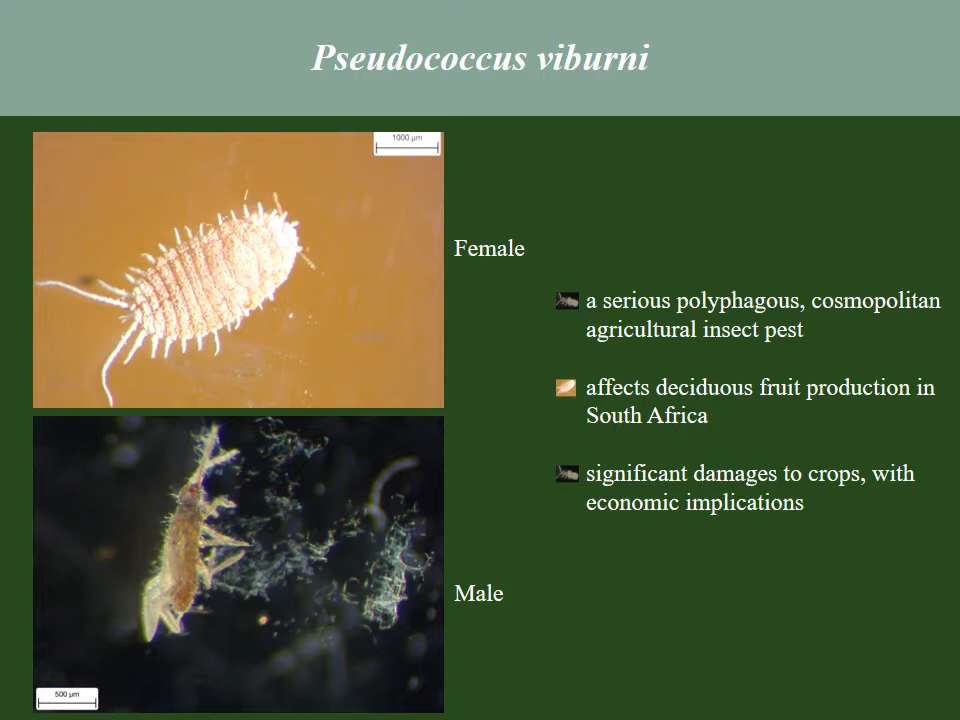 Pseudococcus viburni
1000 µm
Female
a serious polyphagous, cosmopolitan
agricultural insect pest
affects deciduous fruit production in
South Africa
significant damages to crops, with
economic implications
Male
500 µm